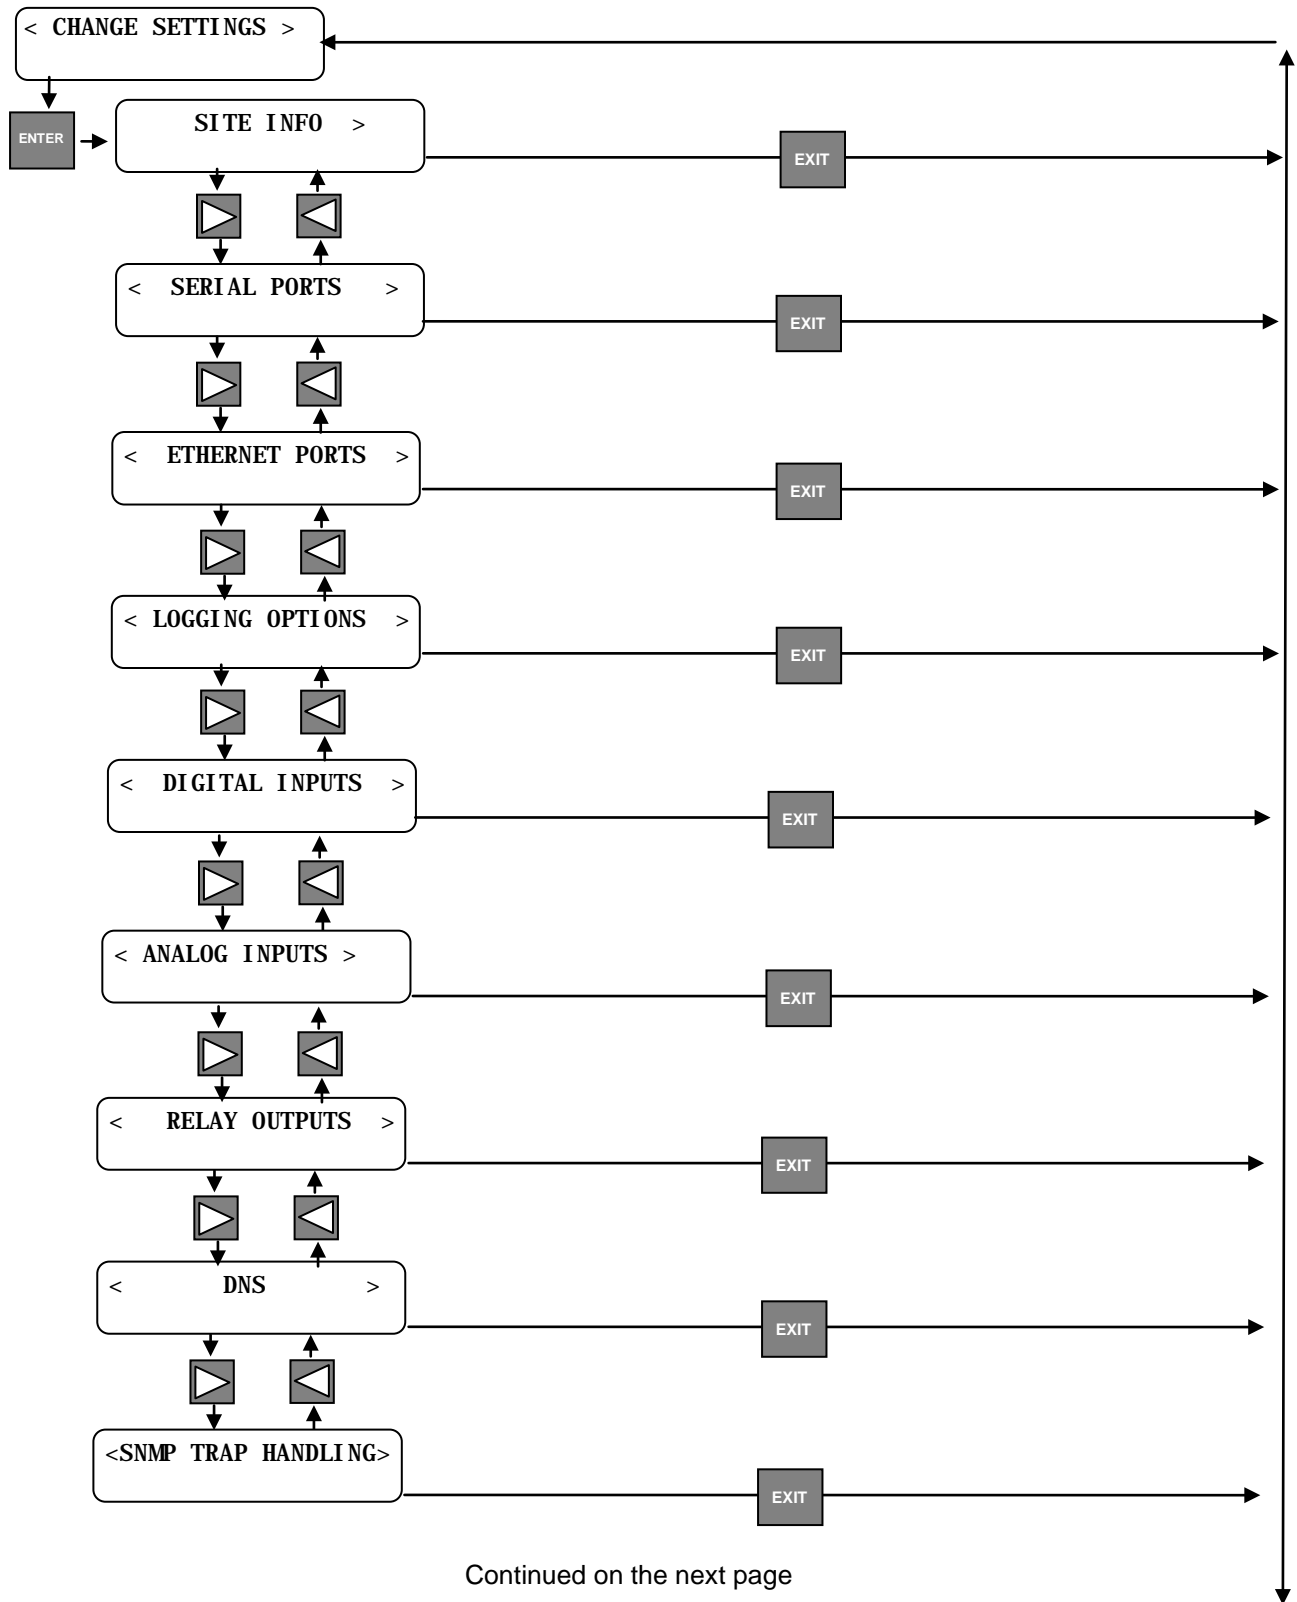 < CHANGE SETTINGS >
ENTER
SITE INFO >
EXIT
< SERIAL PORTS >
EXIT
< ETHERNET PORTS >
EXIT
< LOGGING OPTIONS >
EXIT
< DIGITAL INPUTS >
EXIT
< ANALOG INPUTS >
EXIT
< RELAY OUTPUTS >
EXIT
< DNS >
EXIT
<SNMP TRAP HANDLING>
EXIT
Continued on the next page